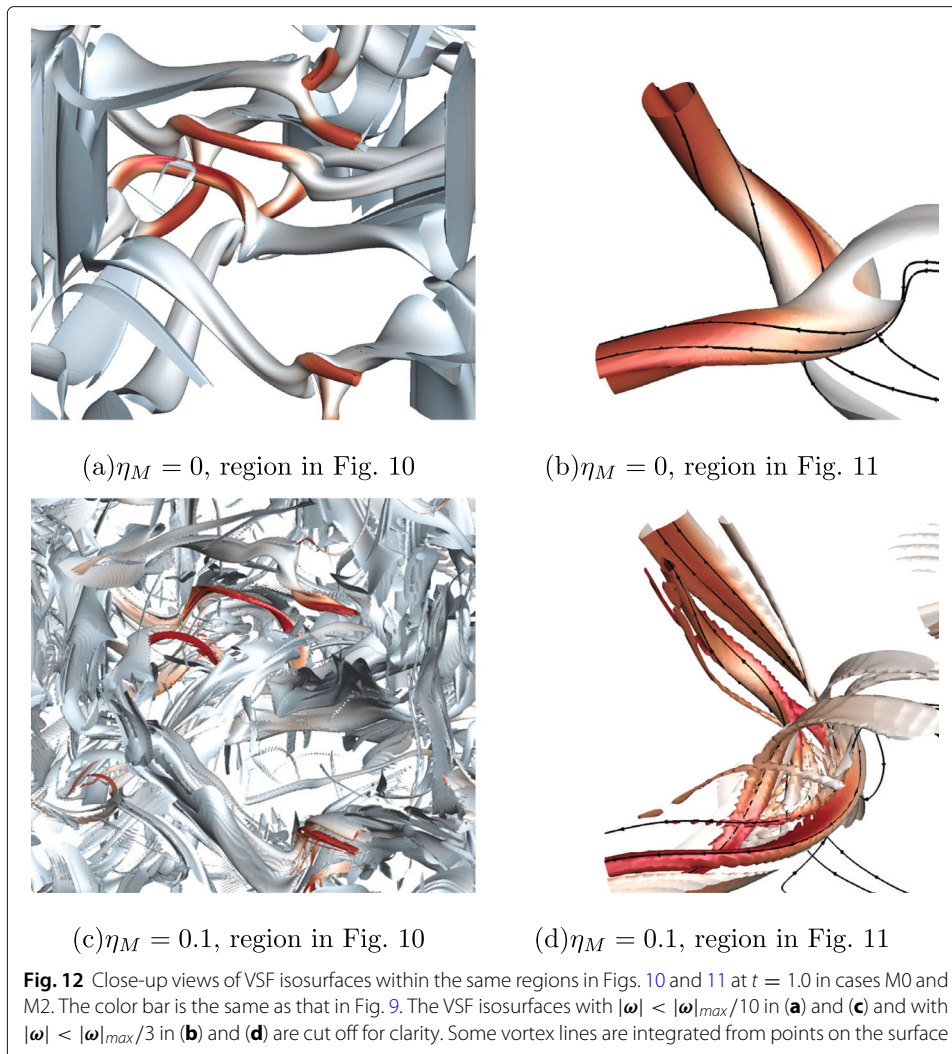 (a)η_M = 0, region in Fig. 10
(b)η_M = 0, region in Fig. 11
(c)η_M = 0.1, region in Fig. 10
(d)η_M = 0.1, region in Fig. 11
Fig. 12 Close-up views of VSF isosurfaces within the same regions in Figs. 10 and 11 at t = 1.0 in cases M0 and
M2. The color bar is the same as that in Fig. 9. The VSF isosurfaces with |ω| < |ω|_max/10 in (a) and (c) and with
|ω| < |ω|_max/3 in (b) and (d) are cut off for clarity. Some vortex lines are integrated from points on the surface